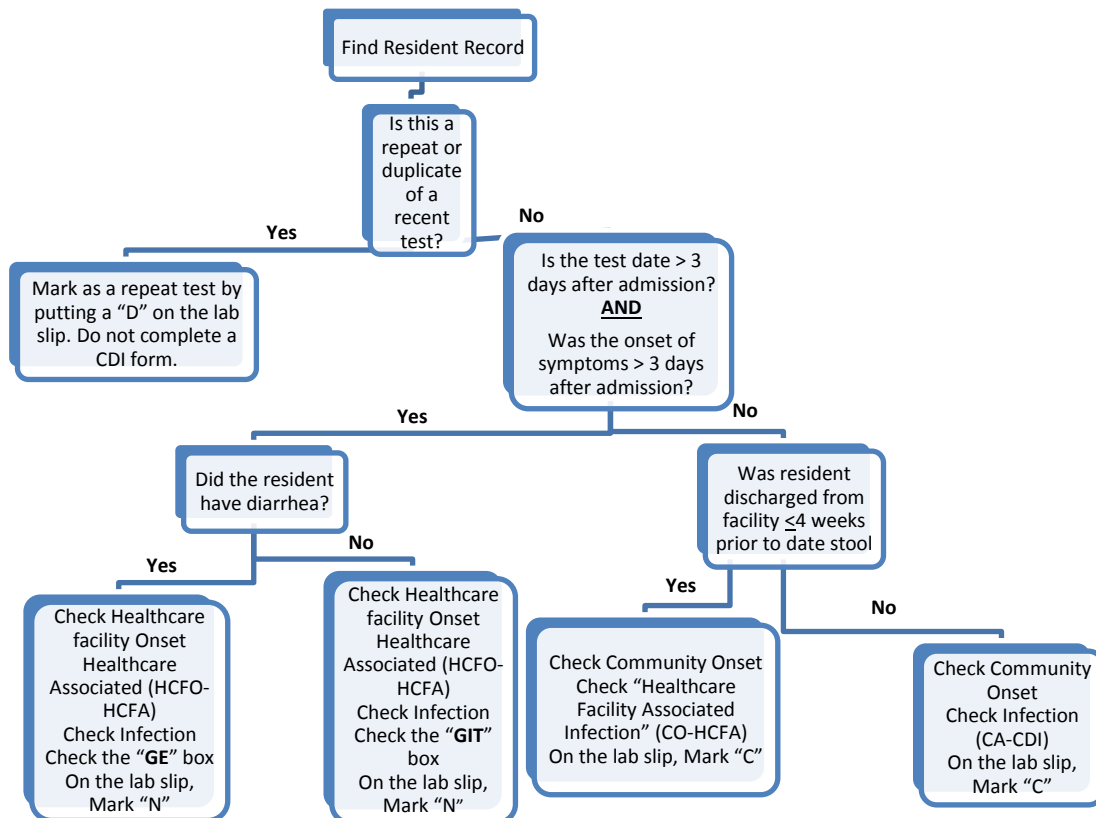 Find Resident Record
Is this a
repeat or
duplicate
of a
recent
test?
Yes
No
Mark as a repeat test by
putting a “D” on the lab
slip. Do not complete a
CDI form.
Is the test date > 3
days after admission?
AND
Was the onset of
symptoms > 3 days
after admission?
Yes
No
Did the resident
have diarrhea?
Was resident
discharged from
facility <4 weeks
prior to date stool
Yes
No
Yes
No
Check Healthcare
facility Onset
Healthcare
Associated (HCFO-
HCFA)
Check Infection
Check the “GE” box
On the lab slip,
Mark “N”
Check Healthcare
facility Onset
Healthcare
Associated (HCFO-
HCFA)
Check Infection
Check the “GIT”
box
On the lab slip,
Mark “N”
Check Community Onset
Check “Healthcare
Facility Associated
Infection” (CO-HCFA)
On the lab slip, Mark “C”
Check Community
Onset
Check Infection
(CA-CDI)
On the lab slip,
Mark “C”